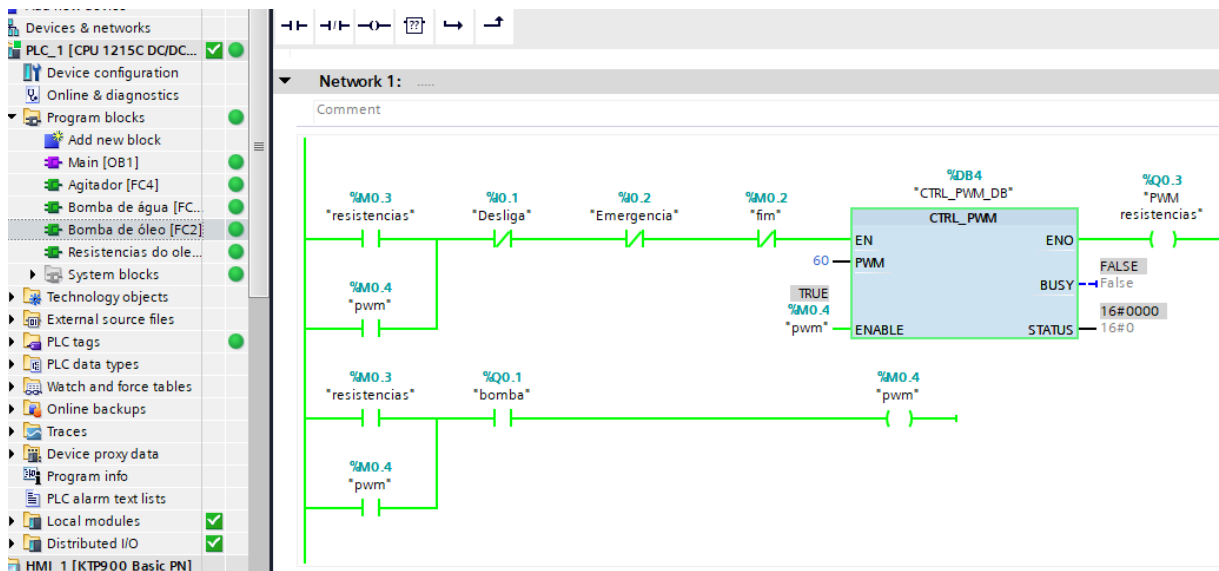 Devices & networks
PLC_1 [CPU 1215C DC/DC...
Device configuration
Online & diagnostics
Program blocks
Add new block
Main [OB1]
Agitador [FC4]
Bomba de água [FC...
Bomba de óleo [FC2]
Resistencias do ole...
System blocks
Technology objects
External source files
PLC tags
PLC data types
Watch and force tables
Online backups
Traces
Device proxy data
Program info
PLC alarm text lists
Local modules
Distributed I/O
HMI_1 [KTP900 Basic PN]
??
Network 1: .....
Comment
%M0.3
"resistencias"
%I0.1
"Desliga"
%I0.2
"Emergencia"
%M0.2
"fim"
%DB4
"CTRL_PWM_DB"
CTRL_PWM
EN
ENO
60
PWM
BUSY
FALSE
False
TRUE
%M0.4
"pwm"
ENABLE
STATUS
16#0000
16#0
%Q0.3
"PWM
resistencias"
%M0.4
"pwm"
%M0.3
"resistencias"
%Q0.1
"bomba"
%M0.4
"pwm"
%M0.4
"pwm"